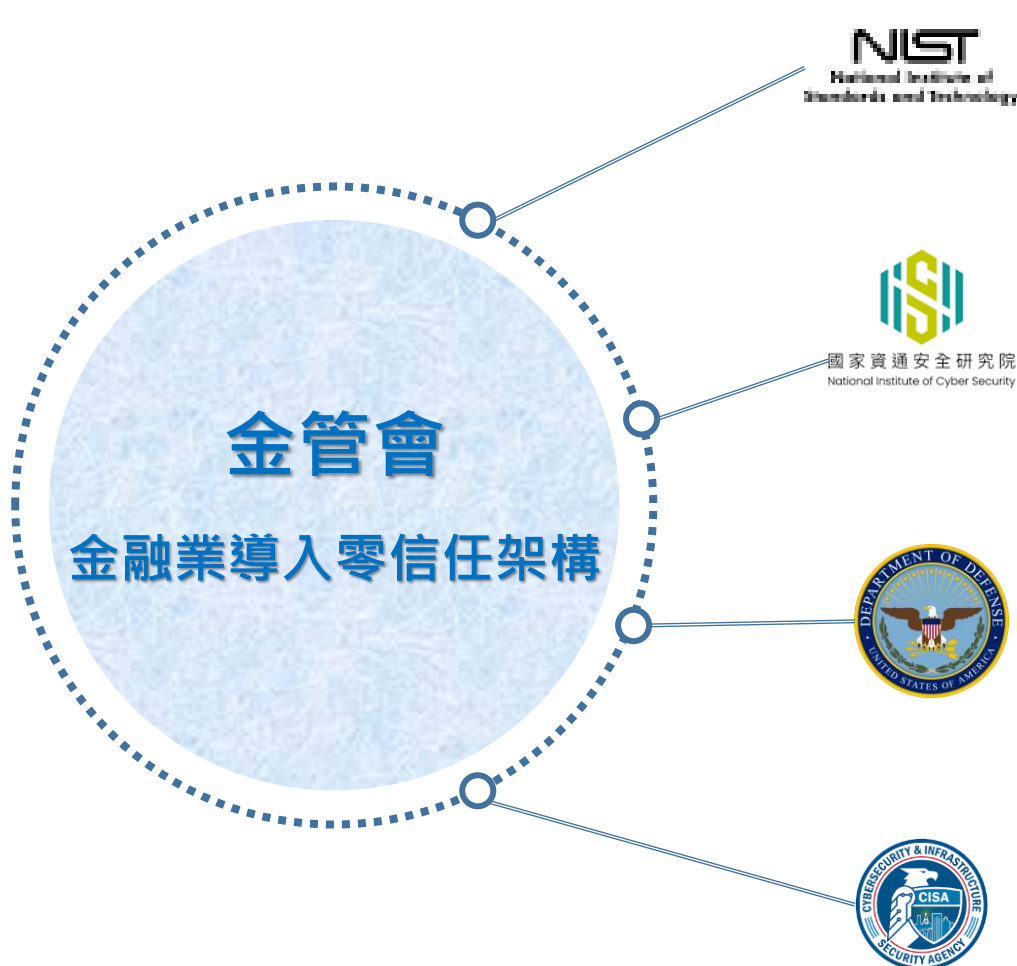 NIST
National Institute of
Standards and Technology
國家資通安全研究院
National Institute of Cyber Security
金管會
金融業導入零信任架構
DEPARTMENT OF DEFENSE
UNITED STATES OF AMERICA
CYBERSECURITY & INFRASTRUCTURE
CISA
SECURITY AGENCY